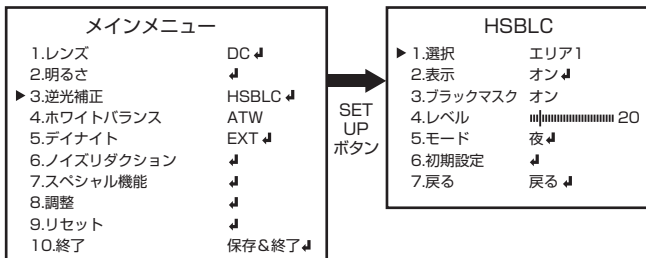 メインメニュー
1.レンズ DC↲
2.明るさ ↲
▶3.逆光補正 HSBLC↲
4.ホワイトバランス ATW
5.デイナイト EXT↲
6.ノイズリダクション ↲
7.スペシャル機能 ↲
8.調整 ↲
9.リセット ↲
10.終了 保存&終了↲
SET
UP
ボタン
HSBLC
▶1.選択 エリア1
2.表示 オン↲
3.ブラックマスク オン
4.レベル 20
5.モード 夜↲
6.初期設定 ↲
7.戻る 戻る↲